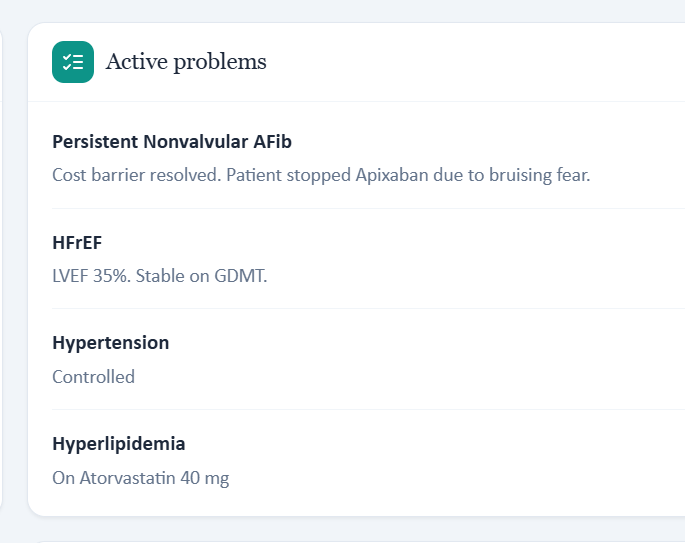 Active problems
Persistent Nonvalvular AFib
Cost barrier resolved. Patient stopped Apixaban due to bruising fear.
HFrEF
LVEF 35%. Stable on GDMT.
Hypertension
Controlled
Hyperlipidemia
On Atorvastatin 40 mg